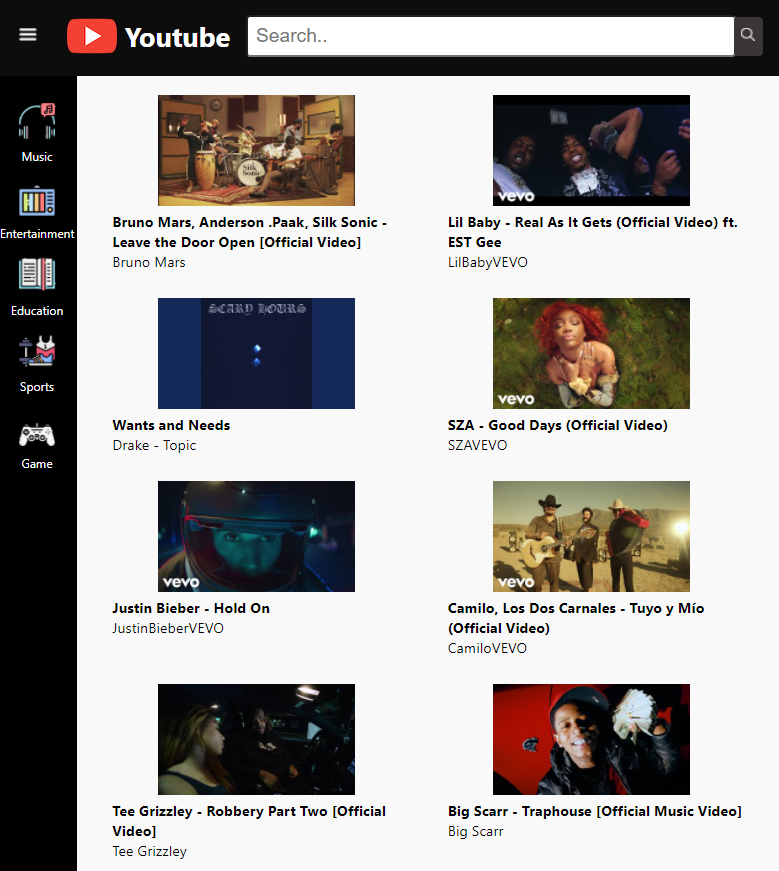 Youtube
Search..
Music
Entertainment
Education
Sports
Game
Silk
Sonic
Bruno Mars, Anderson .Paak, Silk Sonic -
Leave the Door Open [Official Video]
Bruno Mars
vevo
Lil Baby - Real As It Gets (Official Video) ft.
EST Gee
LilBabyVEVO
SCARY HOURS
Wants and Needs
Drake - Topic
vevo
SZA - Good Days (Official Video)
SZAVEVO
vevo
Justin Bieber - Hold On
JustinBieberVEVO
vevo
Camilo, Los Dos Carnales - Tuyo y Mío
(Official Video)
CamiloVEVO
Tee Grizzley - Robbery Part Two [Official
Video]
Tee Grizzley
Big Scarr - Traphouse [Official Music Video]
Big Scarr